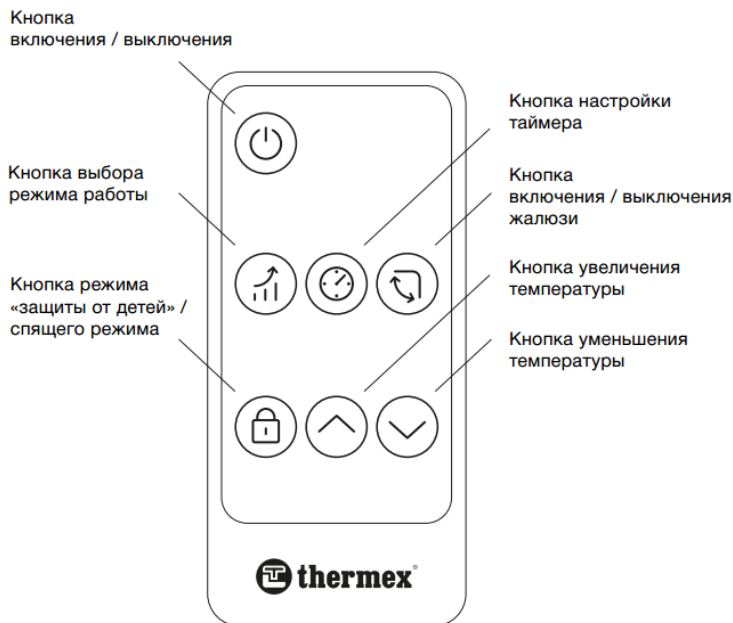 Кнопка
включения / выключения
Кнопка настройки
таймера
Кнопка выбора
режима работы
Кнопка
включения / выключения
жалюзи
Кнопка режима
«защиты от детей» /
спящего режима
Кнопка увеличения
температуры
Кнопка уменьшения
температуры
thermex®